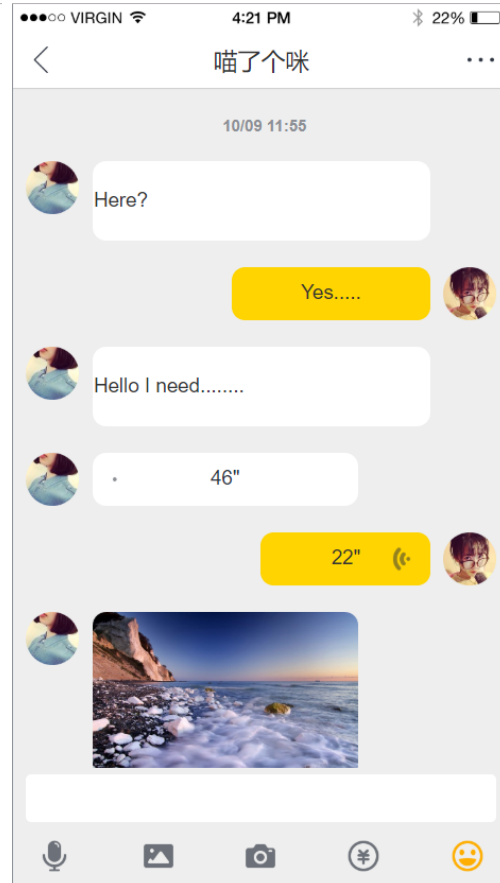 ●●●○○ VIRGIN 4:21 PM 22%
喵了个咪
10/09 11:55
Here?
Yes.....
Hello I need........
46"
22"
¥